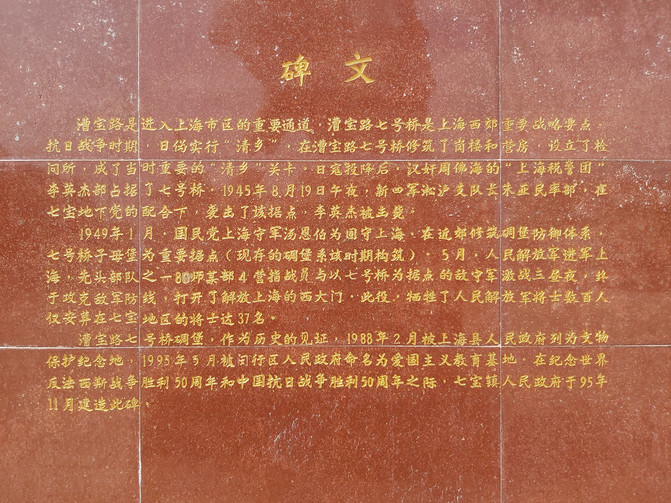 碑文
漕宝路是进入上海市区的重要通道，漕宝路七号桥是上海西郊重要战略要点。
抗日战争时期，日伪实行“清乡”，在漕宝路七号桥修筑了岗楼和营房，设立了检
问所，成了当时重要的“清乡”关卡。日寇投降后，汉奸周佛海的“上海税警团”
李英杰部占据了七号桥。1945年8月19日午夜，新四军淞沪支队长朱亚民率部，在
七宝地下党的配合下，袭击了该据点，李英杰被击毙。
1949年1月，国民党上海守军汤恩伯为固守上海，在近郊修筑碉堡防御体系，
七号桥子母堡为重要据点（现存的碉堡系该时期构筑）。5月，人民解放军进军上
海，先头部队之一80师某部4营指战员与以七号桥为据点的敌守军激战三昼夜，终
于攻克敌军防线，打开了解放上海的西大门。此役，牺牲了人民解放军将士数百人
仅安葬在七宝地区的将士达37名。
漕宝路七号桥碉堡，作为历史的见证，1988年2月被上海县人民政府列为文物
保护纪念地，1995年5月被闵行区人民政府命名为爱国主义教育基地。在纪念世界
反法西斯战争胜利50周年和中国抗日战争胜利50周年之际，七宝镇人民政府于95年
11月建造此碑。